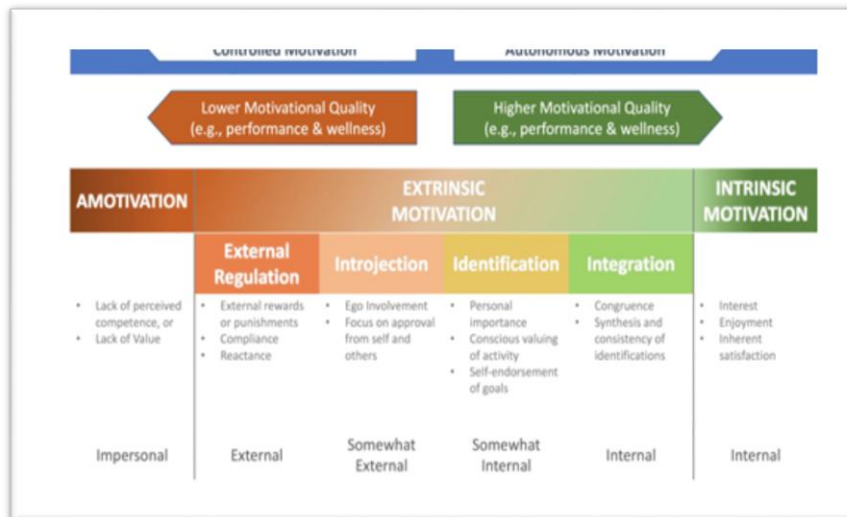 Controlled Motivation
Autonomous Motivation
Lower Motivational Quality
(e.g., performance & wellness)
Higher Motivational Quality
(e.g., performance & wellness)
AMOTIVATION
EXTRINSIC
MOTIVATION
INTRINSIC
MOTIVATION
External
Regulation
Introjection
Identification
Integration
• Lack of perceived
competence, or
• Lack of Value
• External rewards
or punishments
• Compliance
• Reactance
• Ego Involvement
• Focus on approval
from self and
others
• Personal
importance
• Conscious valuing
of activity
• Self-endorsement
of goals
• Congruence
• Synthesis and
consistency of
identifications
• Interest
• Enjoyment
• Inherent
satisfaction
Impersonal
External
Somewhat
External
Somewhat
Internal
Internal
Internal